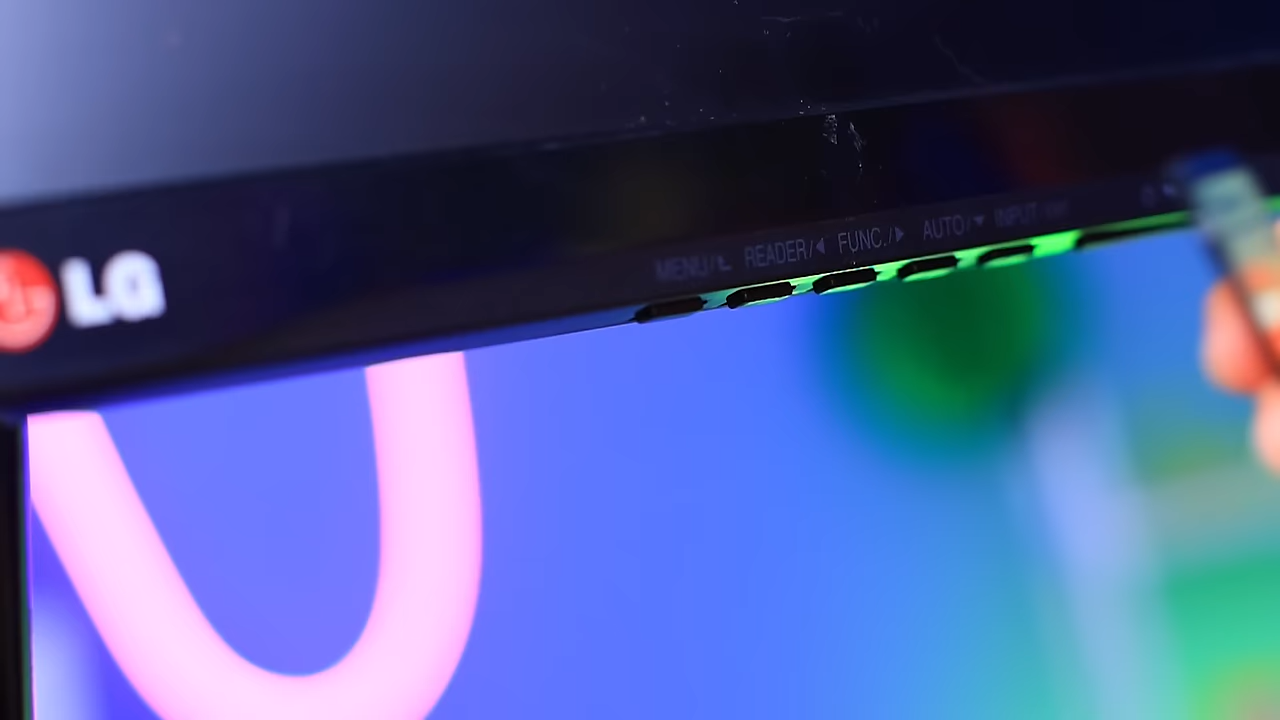 LG
MENU/
READER/◀ FUNC./▶ AUTO/▼ INPUT